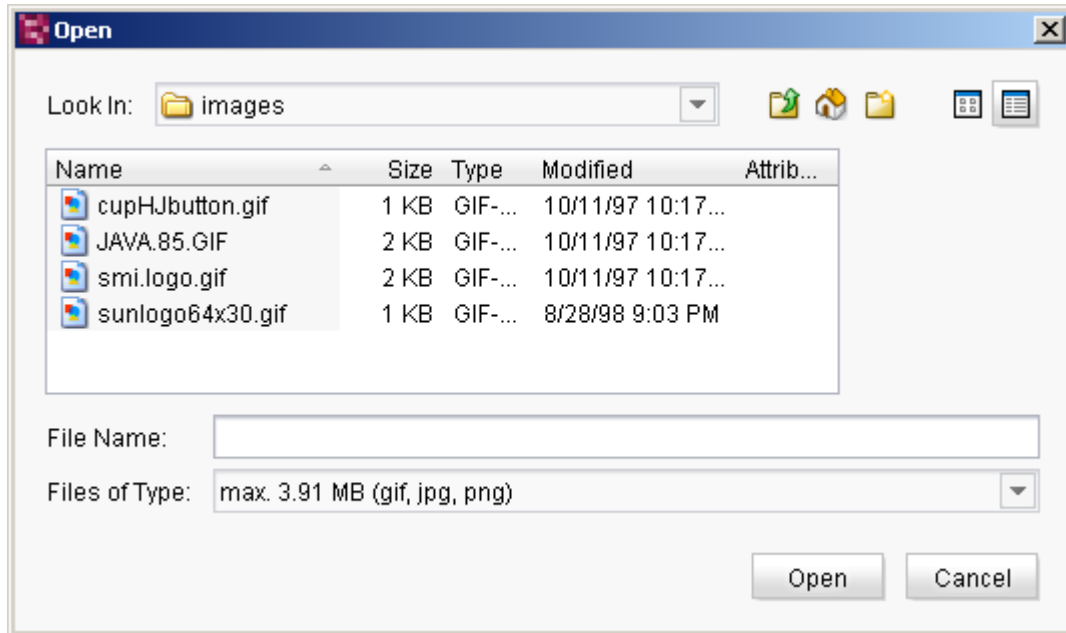 Open
Look In: images
Name Size Type Modified Attrib...
cupHJbutton.gif 1 KB GIF-... 10/11/97 10:17...
JAVA.85.GIF 2 KB GIF-... 10/11/97 10:17...
smi.logo.gif 2 KB GIF-... 10/11/97 10:17...
sunlogo64x30.gif 1 KB GIF-... 8/28/98 9:03 PM
File Name:
Files of Type: max. 3.91 MB (gif, jpg, png)
Open Cancel